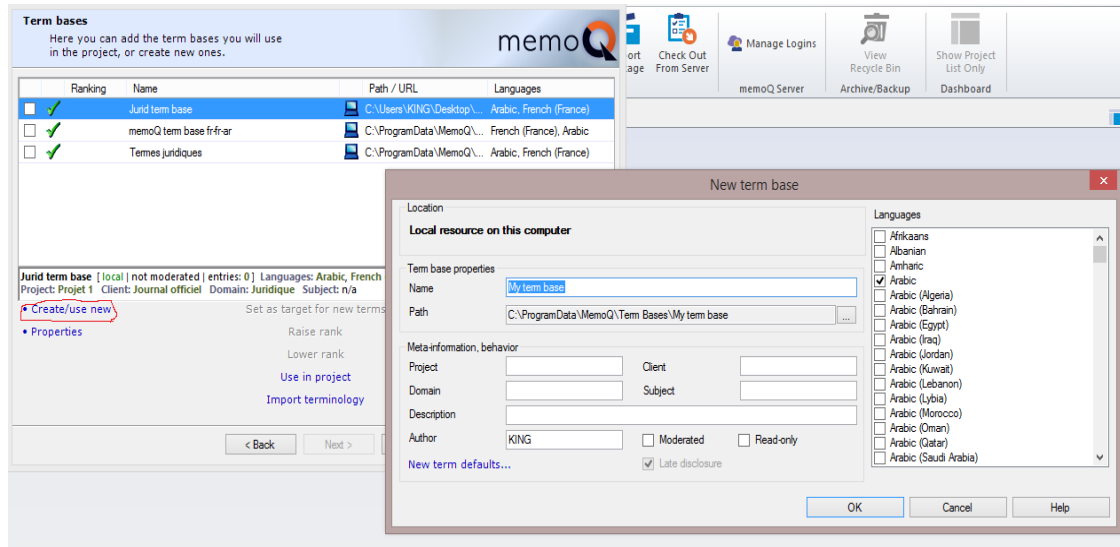 Term bases
Here you can add the term bases you will use
in the project, or create new ones.
memoQ
Ranking Name Path / URL Languages
Jurid term base C:\Users\KING\Desktop\... Arabic, French (France)
memoQ term base fr-fr-ar C:\ProgramData\MemoQ\... French (France), Arabic
Termes juridiques C:\ProgramData\MemoQ\... Arabic, French (France)
Jurid term base [ local | not moderated | entries: 0 ] Languages: Arabic, French
Project: Projet 1 Client: Journal officiel Domain: Juridique Subject: n/a
• Create/use new
• Properties
Set as target for new terms
Raise rank
Lower rank
Use in project
Import terminology
< Back Next >
ort
age
Check Out
From Server
Manage Logins
memoQ Server
View
Recycle Bin
Archive/Backup
Show Project
List Only
Dashboard
New term base
x
Location
Local resource on this computer
Term base properties
Name My term base
Path C:\ProgramData\MemoQ\Term Bases\My term base ...
Meta-information, behavior
Project Client
Domain Subject
Description
Author KING Moderated Read-only
New term defaults... Late disclosure
Languages
Afrikaans
Albanian
Amharic
Arabic
Arabic (Algeria)
Arabic (Bahrain)
Arabic (Egypt)
Arabic (Iraq)
Arabic (Jordan)
Arabic (Kuwait)
Arabic (Lebanon)
Arabic (Lybia)
Arabic (Morocco)
Arabic (Oman)
Arabic (Qatar)
Arabic (Saudi Arabia)
OK Cancel Help